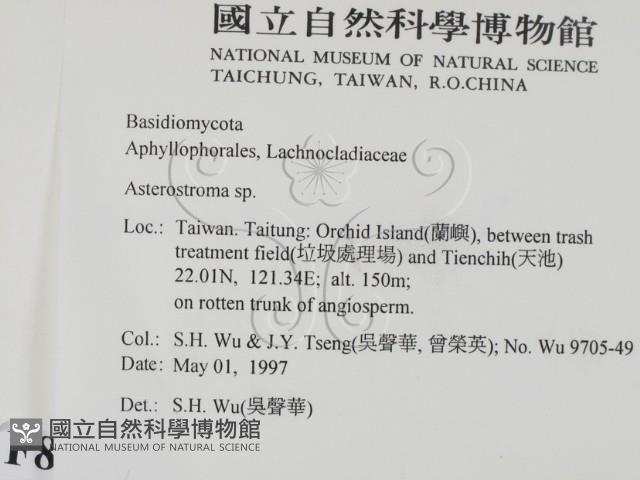 國立自然科學博物館
NATIONAL MUSEUM OF NATURAL SCIENCE
TAICHUNG, TAIWAN, R.O.CHINA
Basidiomycota
Aphyllophorales, Lachnocladiaceae
Asterostroma sp.
Loc.: Taiwan. Taitung: Orchid Island(蘭嶼), between trash
treatment field(垃圾處理場) and Tienchih(天池)
22.01N, 121.34E; alt. 150m;
on rotten trunk of angiosperm.
Col.: S.H. Wu & J.Y. Tseng(吳聲華, 曾榮英); No. Wu 9705-49
Date: May 01, 1997
Det.: S.H. Wu(吳聲華)
國立自然科學博物館
NATIONAL MUSEUM OF NATURAL SCIENCE
F8